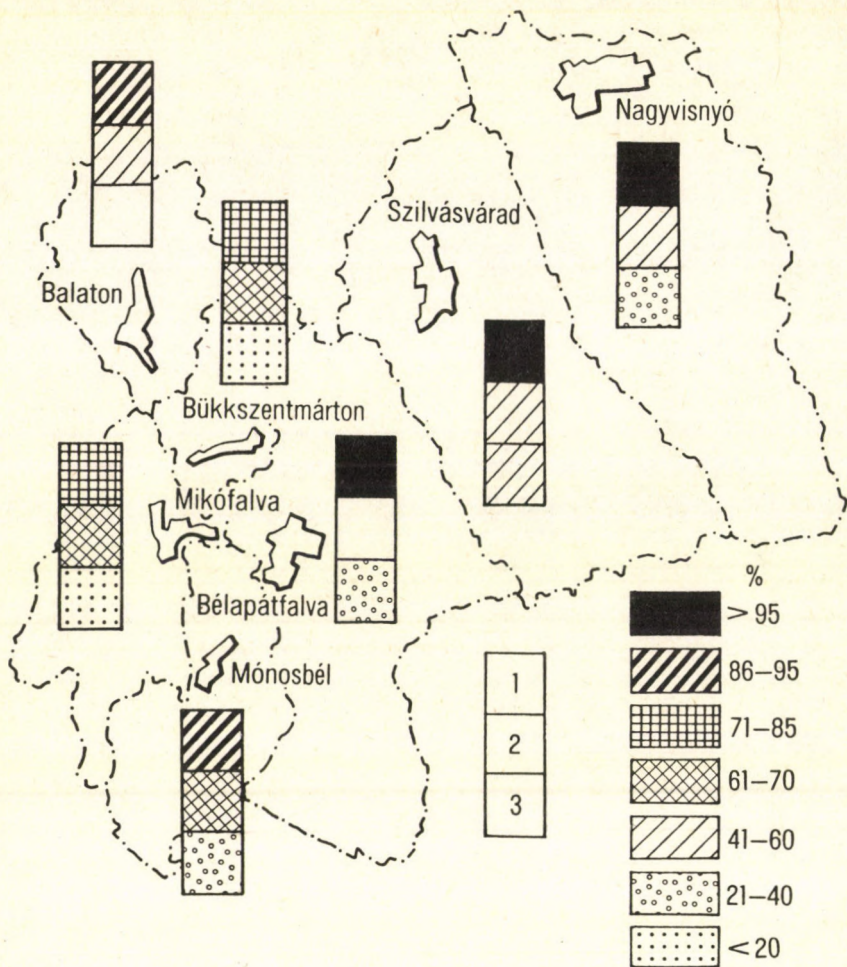 Nagyvisnyó
Szilvásvárad
Balaton
Bükkszentmárton
Mikófalva
Bélapátfalva
Mónosbél
1
2
3
%
> 95
86–95
71–85
61–70
41–60
21–40
< 20